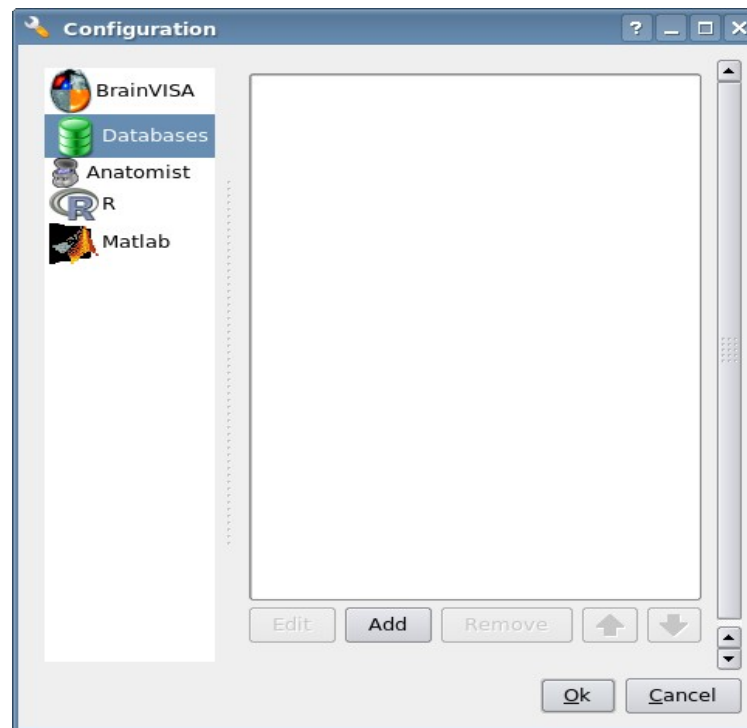 Configuration
BrainVISA
Databases
Anatomist
R
Matlab
Edit Add Remove
Ok Cancel